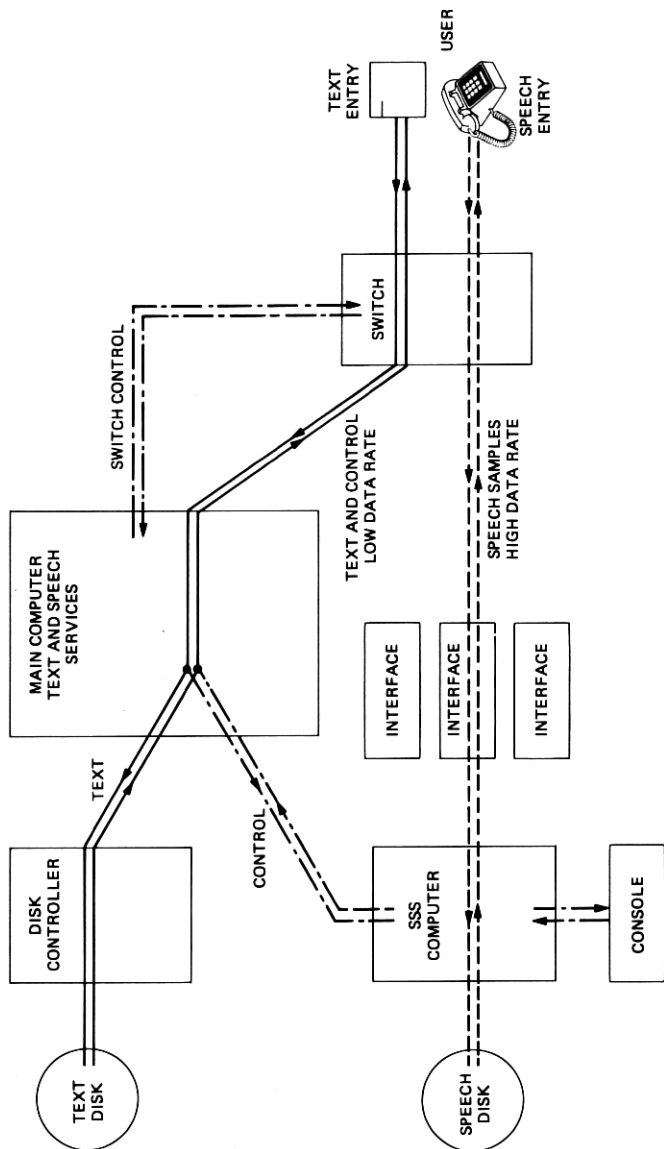 TEXT
DISK
DISK
CONTROLLER
TEXT
MAIN COMPUTER
TEXT AND SPEECH
SERVICES
SWITCH CONTROL
CONTROL
TEXT AND CONTROL
LOW DATA RATE
SWITCH
TEXT
ENTRY
USER
SPEECH
ENTRY
SPEECH
DISK
SSS
COMPUTER
INTERFACE
INTERFACE
INTERFACE
SPEECH SAMPLES
HIGH DATA RATE
CONSOLE